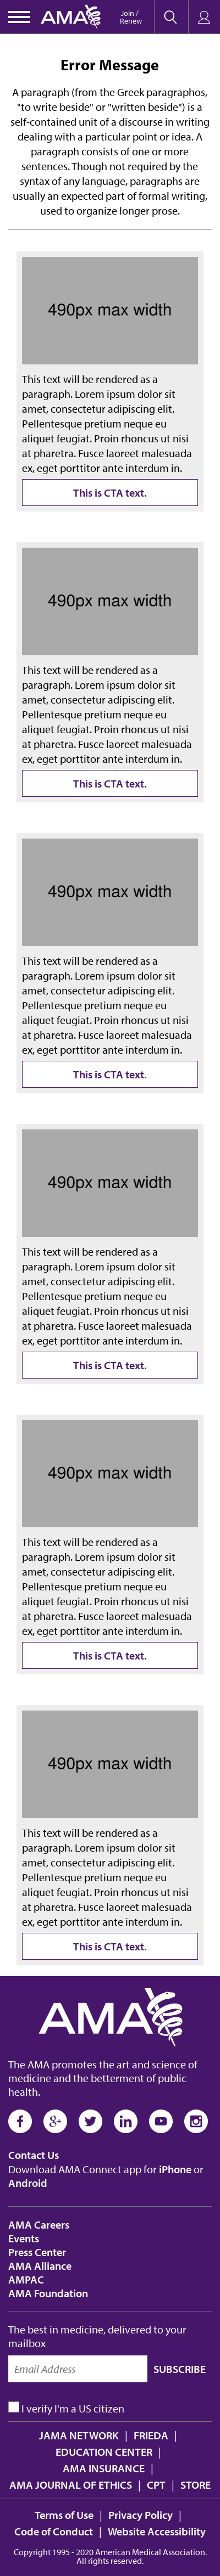 AMA
Join /
Renew
Error Message
A paragraph (from the Greek paragraphos,
"to write beside" or "written beside") is a
self-contained unit of a discourse in writing
dealing with a particular point or idea. A
paragraph consists of one or more
sentences. Though not required by the
syntax of any language, paragraphs are
usually an expected part of formal writing,
used to organize longer prose.
490px max width
This text will be rendered as a
paragraph. Lorem ipsum dolor sit
amet, consectetur adipiscing elit.
Pellentesque pretium neque eu
aliquet feugiat. Proin rhoncus ut nisi
at pharetra. Fusce laoreet malesuada
ex, eget porttitor ante interdum in.
This is CTA text.
490px max width
This text will be rendered as a
paragraph. Lorem ipsum dolor sit
amet, consectetur adipiscing elit.
Pellentesque pretium neque eu
aliquet feugiat. Proin rhoncus ut nisi
at pharetra. Fusce laoreet malesuada
ex, eget porttitor ante interdum in.
This is CTA text.
490px max width
This text will be rendered as a
paragraph. Lorem ipsum dolor sit
amet, consectetur adipiscing elit.
Pellentesque pretium neque eu
aliquet feugiat. Proin rhoncus ut nisi
at pharetra. Fusce laoreet malesuada
ex, eget porttitor ante interdum in.
This is CTA text.
490px max width
This text will be rendered as a
paragraph. Lorem ipsum dolor sit
amet, consectetur adipiscing elit.
Pellentesque pretium neque eu
aliquet feugiat. Proin rhoncus ut nisi
at pharetra. Fusce laoreet malesuada
ex, eget porttitor ante interdum in.
This is CTA text.
490px max width
This text will be rendered as a
paragraph. Lorem ipsum dolor sit
amet, consectetur adipiscing elit.
Pellentesque pretium neque eu
aliquet feugiat. Proin rhoncus ut nisi
at pharetra. Fusce laoreet malesuada
ex, eget porttitor ante interdum in.
This is CTA text.
490px max width
This text will be rendered as a
paragraph. Lorem ipsum dolor sit
amet, consectetur adipiscing elit.
Pellentesque pretium neque eu
aliquet feugiat. Proin rhoncus ut nisi
at pharetra. Fusce laoreet malesuada
ex, eget porttitor ante interdum in.
This is CTA text.
AMA
The AMA promotes the art and science of
medicine and the betterment of public
health.
Contact Us
Download AMA Connect app for iPhone or
Android
AMA Careers
Events
Press Center
AMA Alliance
AMPAC
AMA Foundation
The best in medicine, delivered to your
mailbox
Email Address SUBSCRIBE
I verify I'm a US citizen
JAMA NETWORK | FRIEDA |
EDUCATION CENTER |
AMA INSURANCE |
AMA JOURNAL OF ETHICS | CPT | STORE
Terms of Use | Privacy Policy |
Code of Conduct | Website Accessibility
Copyright 1995 - 2020 American Medical Association.
All rights reserved.